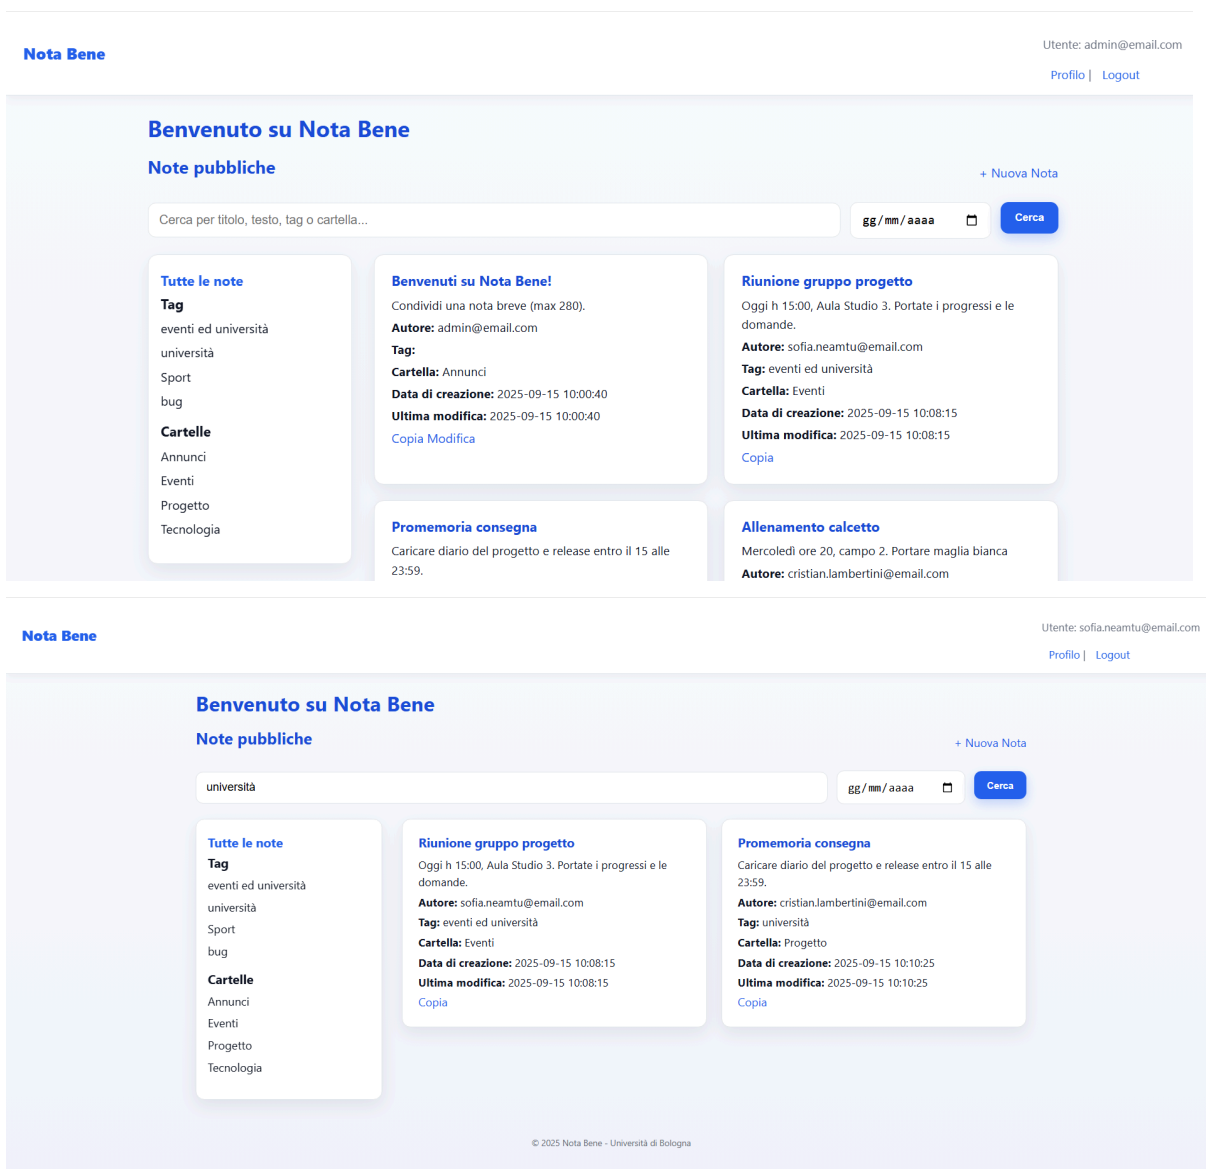 Nota Bene
Utente: admin@email.com
Profilo | Logout
Benvenuto su Nota Bene
Note pubbliche
+ Nuova Nota
Cerca per titolo, testo, tag o cartella...
gg/mm/aaaa
Cerca
Tutte le note
Tag
eventi ed università
università
Sport
bug
Cartelle
Annunci
Eventi
Progetto
Tecnologia
Benvenuti su Nota Bene!
Condividi una nota breve (max 280).
Autore: admin@email.com
Tag:
Cartella: Annunci
Data di creazione: 2025-09-15 10:00:40
Ultima modifica: 2025-09-15 10:00:40
Copia Modifica
Riunione gruppo progetto
Oggi h 15:00, Aula Studio 3. Portate i progressi e le
domande.
Autore: sofia.neamtu@email.com
Tag: eventi ed università
Cartella: Eventi
Data di creazione: 2025-09-15 10:08:15
Ultima modifica: 2025-09-15 10:08:15
Copia
Promemoria consegna
Caricare diario del progetto e release entro il 15 alle
23:59.
Allenamento calcetto
Mercoledì ore 20, campo 2. Portare maglia bianca
Autore: cristian.lambertini@email.com
Nota Bene
Utente: sofia.neamtu@email.com
Profilo | Logout
Benvenuto su Nota Bene
Note pubbliche
+ Nuova Nota
università
gg/mm/aaaa
Cerca
Tutte le note
Tag
eventi ed università
università
Sport
bug
Cartelle
Annunci
Eventi
Progetto
Tecnologia
Riunione gruppo progetto
Oggi h 15:00, Aula Studio 3. Portate i progressi e le
domande.
Autore: sofia.neamtu@email.com
Tag: eventi ed università
Cartella: Eventi
Data di creazione: 2025-09-15 10:08:15
Ultima modifica: 2025-09-15 10:08:15
Copia
Promemoria consegna
Caricare diario del progetto e release entro il 15 alle
23:59.
Autore: cristian.lambertini@email.com
Tag: università
Cartella: Progetto
Data di creazione: 2025-09-15 10:10:25
Ultima modifica: 2025-09-15 10:10:25
Copia
© 2025 Nota Bene - Università di Bologna